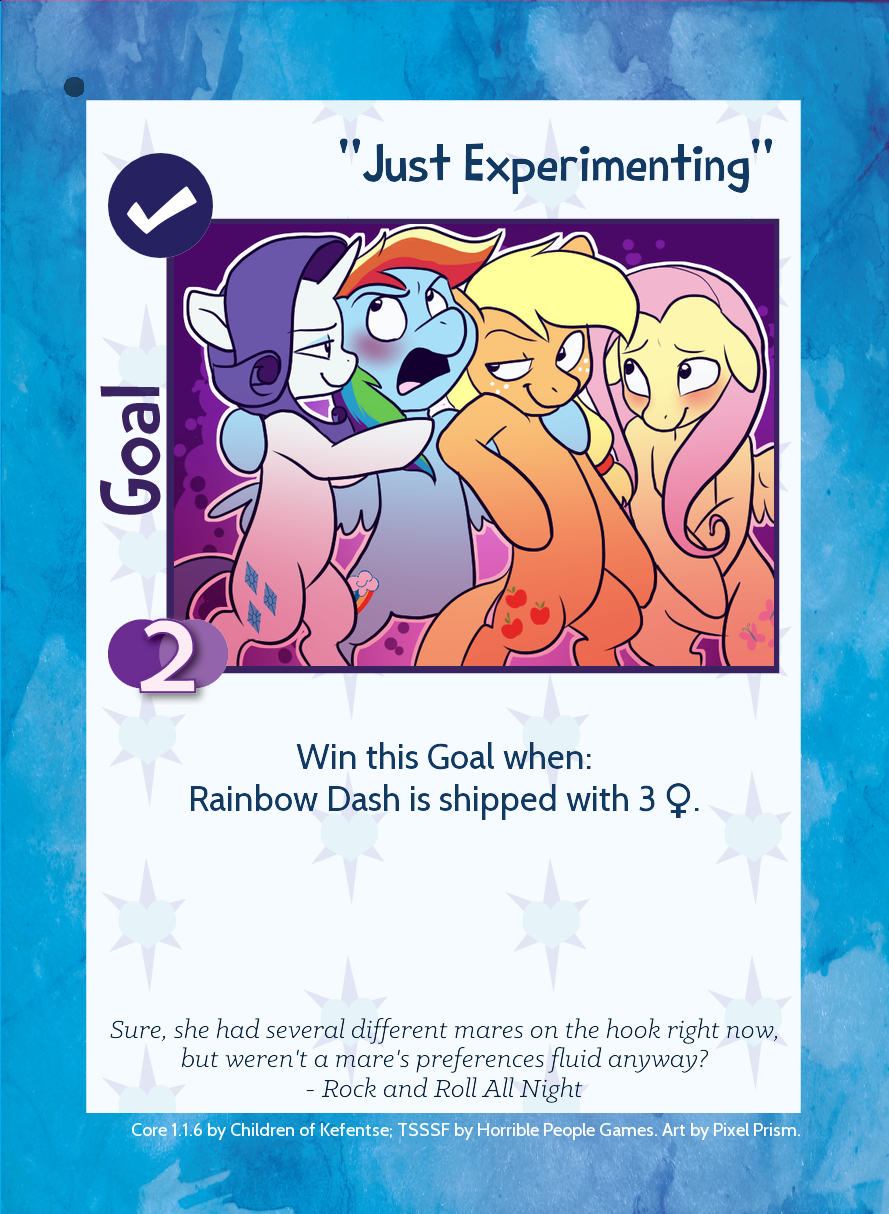 "Just Experimenting"
Goal
2
Win this Goal when:
Rainbow Dash is shipped with 3 ♀.
Sure, she had several different mares on the hook right now,
but weren't a mare's preferences fluid anyway?
- Rock and Roll All Night
Core 1.1.6 by Children of Kefentse; TSSSF by Horrible People Games. Art by Pixel Prism.